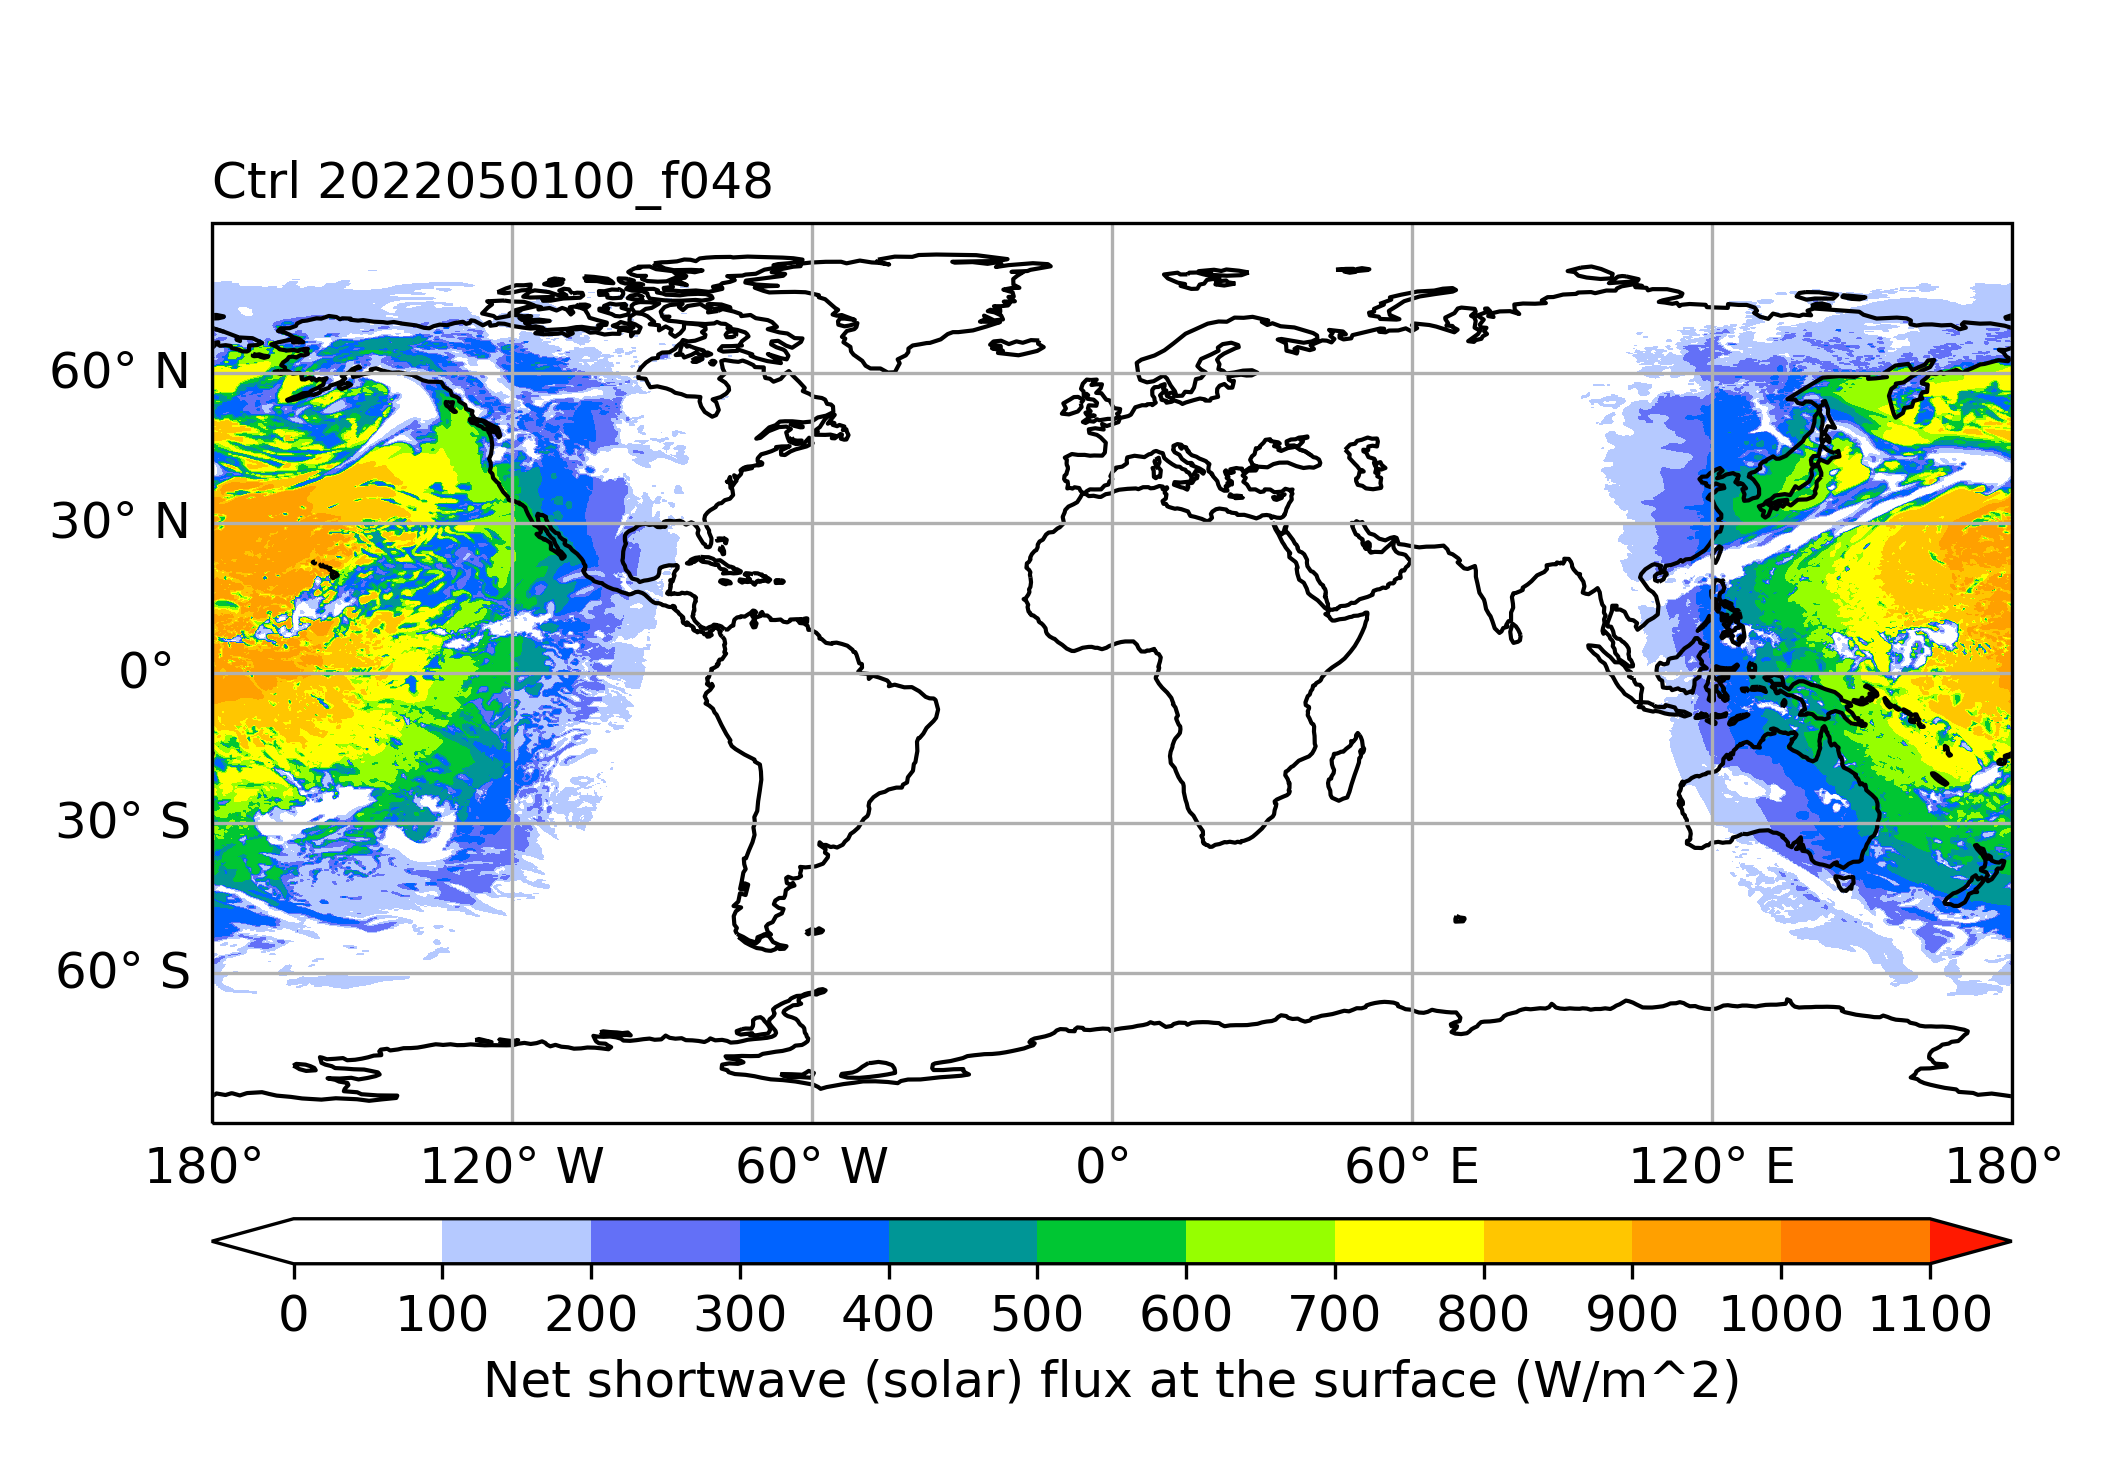 Ctrl 2022050100_f048
60° N
30° N
0°
30° S
60° S
180° 120° W 60° W 0° 60° E 120° E 180°
0 100 200 300 400 500 600 700 800 900 1000 1100
Net shortwave (solar) flux at the surface (W/m^2)